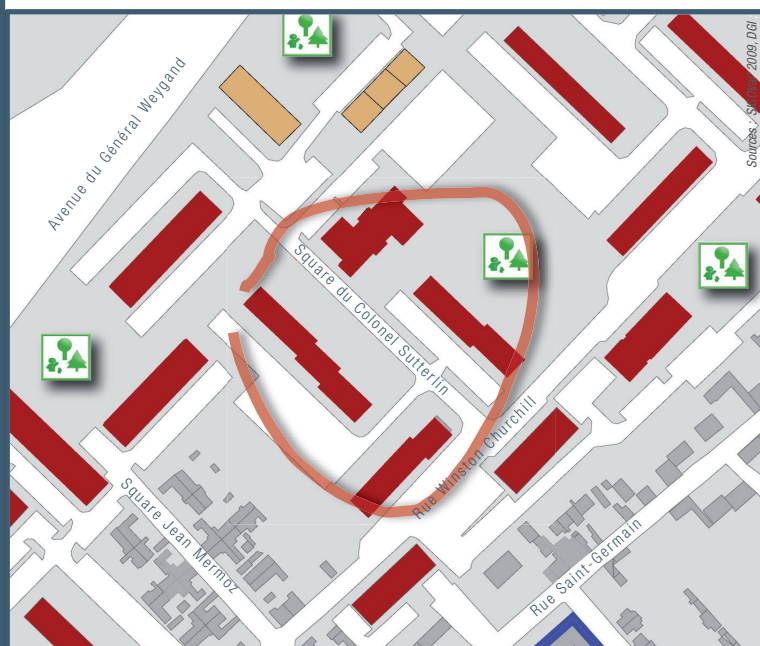 Avenue du Général Weygand
Sources : 2009, DGI
Square du Colonel Sutterlin
Rue Winston Churchill
Square Jean Mermoz
Rue Saint-Germain